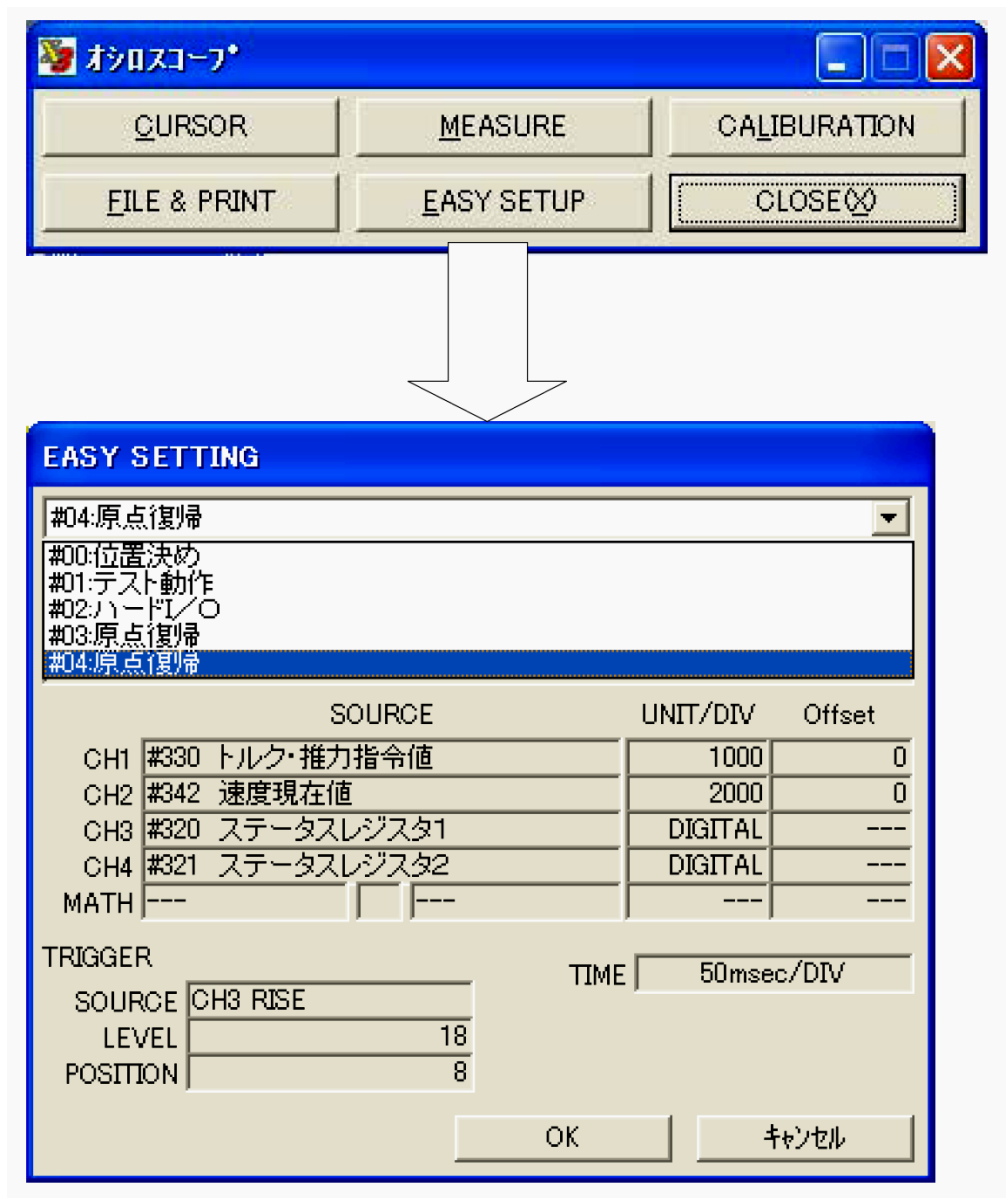 オシロスコープ
CURSOR MEASURE CALIBURATION
FILE & PRINT EASY SETUP CLOSE(X)
EASY SETTING
#04:原点復帰
#00:位置決め
#01:テスト動作
#02:ハードI/O
#03:原点復帰
#04:原点復帰
SOURCE UNIT/DIV Offset
CH1 #330 トルク・推力指令値 1000 0
CH2 #342 速度現在値 2000 0
CH3 #320 ステータスレジスタ1 DIGITAL ---
CH4 #321 ステータスレジスタ2 DIGITAL ---
MATH --- --- --- ---
TRIGGER
TIME 50msec/DIV
SOURCE CH3 RISE
LEVEL 18
POSITION 8
OK キャンセル